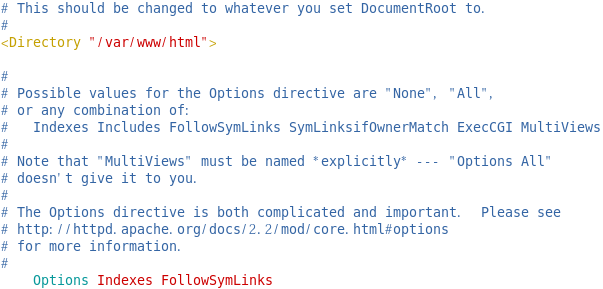 # This should be changed to whatever you set DocumentRoot to.
#
<Directory "/var/www/html">
#
# Possible values for the Options directive are "None", "All",
# or any combination of:
#   Indexes Includes FollowSymLinks SymLinksifOwnerMatch ExecCGI MultiViews
#
# Note that "MultiViews" must be named *explicitly* --- "Options All"
# doesn't give it to you.
#
# The Options directive is both complicated and important.  Please see
# http://httpd.apache.org/docs/2.2/mod/core.html#options
# for more information.
#
    Options Indexes FollowSymLinks